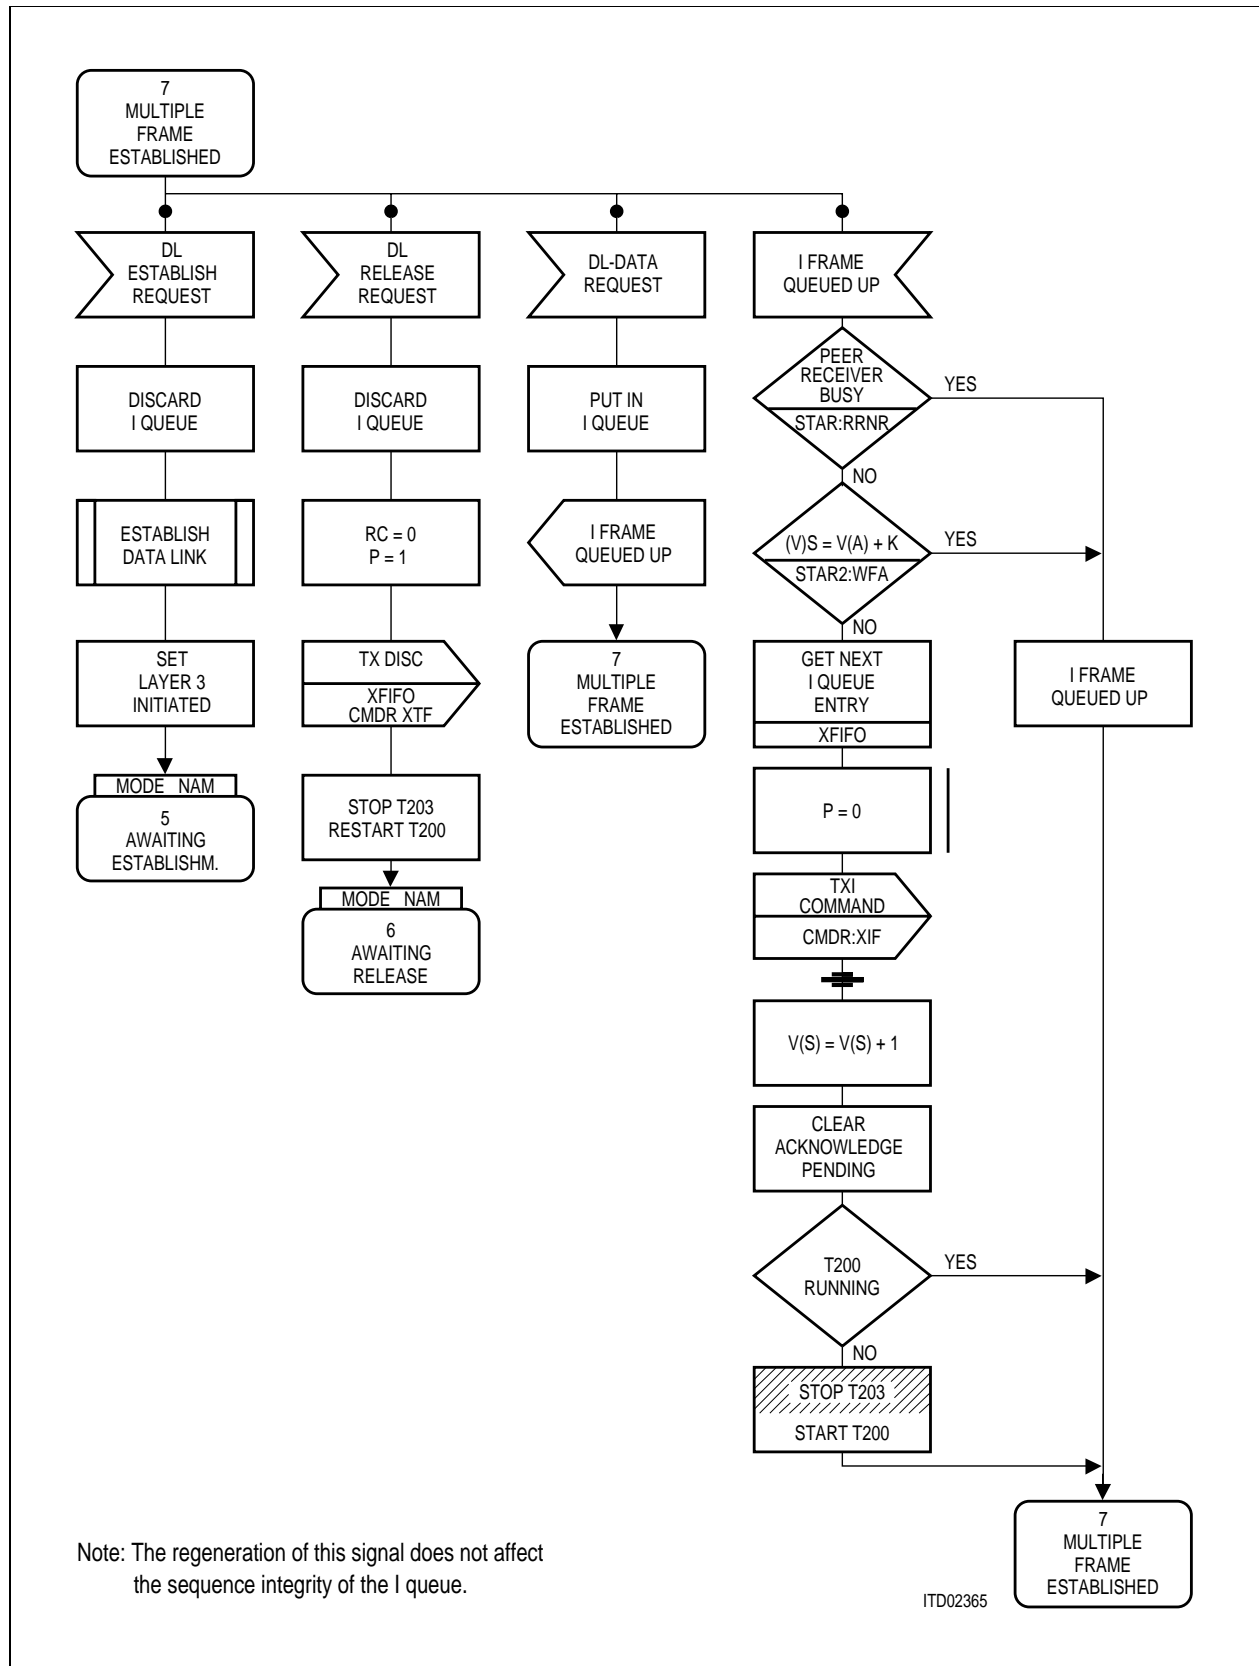 7
MULTIPLE
FRAME
ESTABLISHED
DL
ESTABLISH
REQUEST
DISCARD
I QUEUE
ESTABLISH
DATA LINK
SET
LAYER 3
INITIATED
MODE NAM
5
AWAITING
ESTABLISHM.
DL
RELEASE
REQUEST
DISCARD
I QUEUE
RC = 0
P = 1
TX DISC
XFIFO
CMDR XTF
STOP T203
RESTART T200
MODE NAM
6
AWAITING
RELEASE
DL-DATA
REQUEST
PUT IN
I QUEUE
I FRAME
QUEUED UP
7
MULTIPLE
FRAME
ESTABLISHED
I FRAME
QUEUED UP
PEER
RECEIVER
BUSY
STAR:RRNR
YES
NO
(V)S = V(A) + K
STAR2:WFA
YES
NO
GET NEXT
I QUEUE
ENTRY
XFIFO
P = 0
TXI
COMMAND
CMDR:XIF
V(S) = V(S) + 1
CLEAR
ACKNOWLEDGE
PENDING
T200
RUNNING
YES
NO
STOP T203
START T200
I FRAME
QUEUED UP
7
MULTIPLE
FRAME
ESTABLISHED
Note: The regeneration of this signal does not affect
the sequence integrity of the I queue.
ITD02365